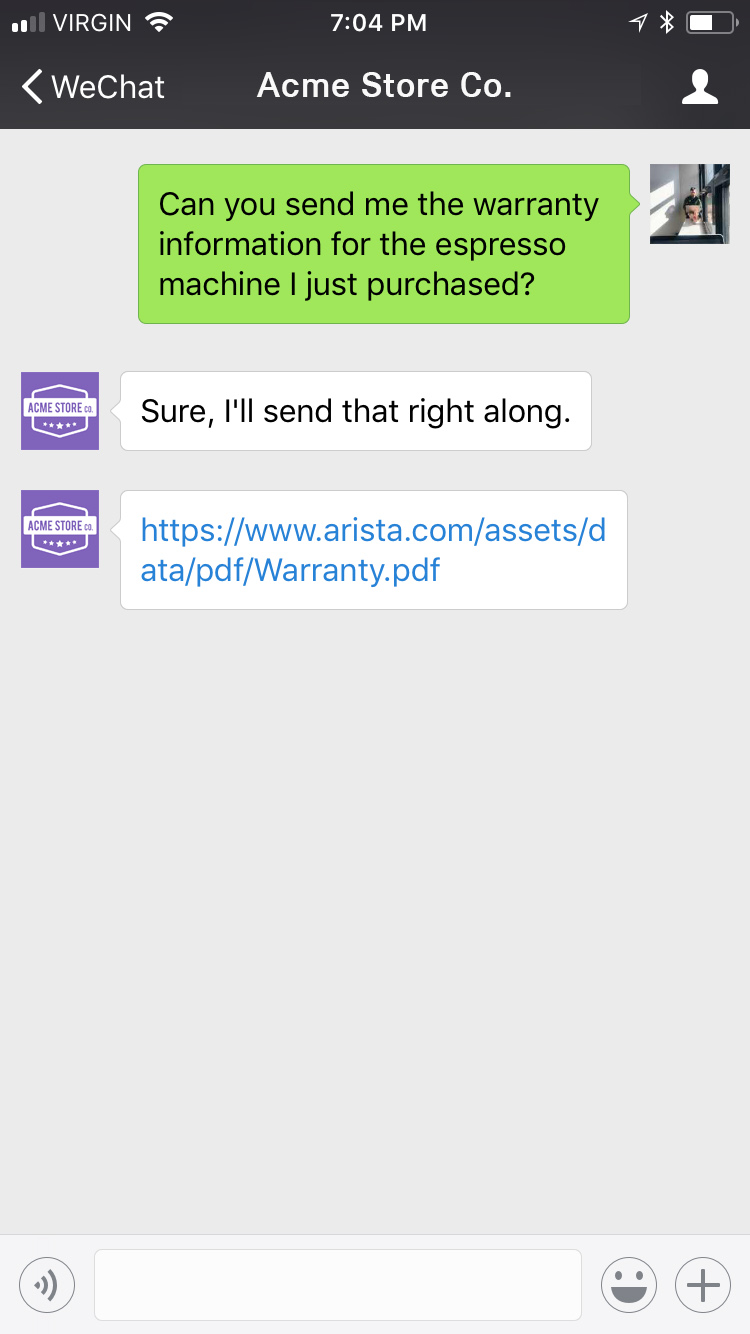 VIRGIN 7:04 PM
WeChat Acme Store Co.
Can you send me the warranty
information for the espresso
machine I just purchased?
ACME STORE CO.
Sure, I'll send that right along.
ACME STORE CO.
https://www.arista.com/assets/d
ata/pdf/Warranty.pdf